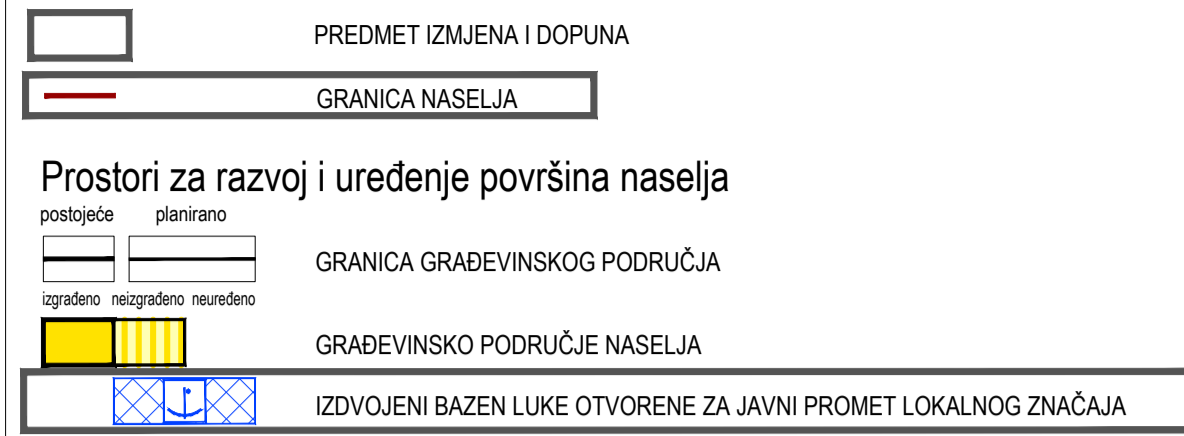 PREDMET IZMJENA I DOPUNA
GRANICA NASELJA
Prostori za razvoj i uređenje površina naselja
postojeće planirano
GRANICA GRAĐEVINSKOG PODRUČJA
izgrađeno neizgrađeno neuređeno
GRAĐEVINSKO PODRUČJE NASELJA
IZDVOJENI BAZEN LUKE OTVORENE ZA JAVNI PROMET LOKALNOG ZNAČAJA